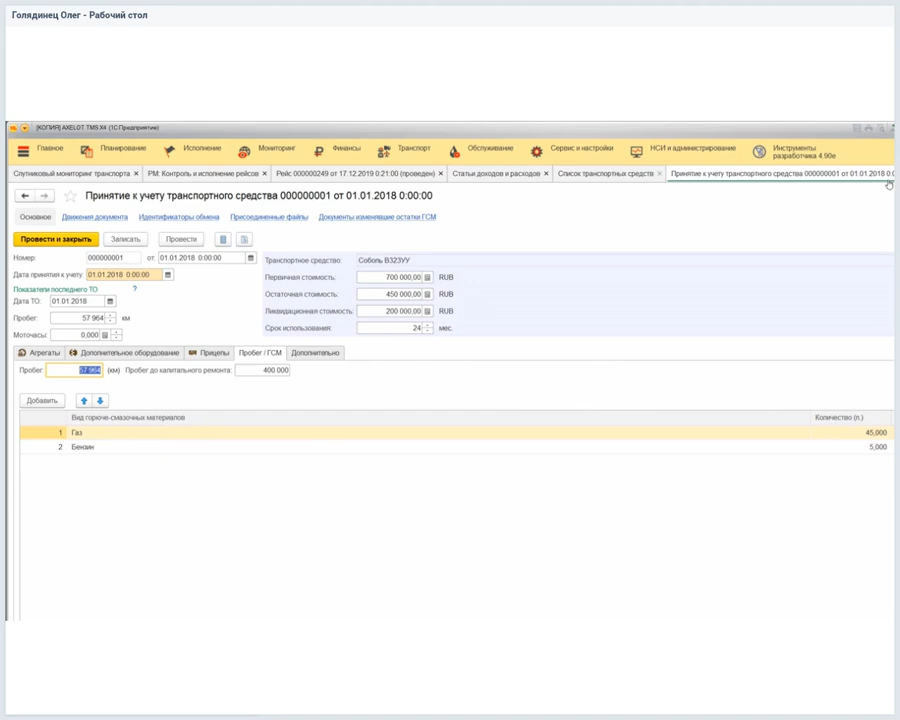 Голядинец Олег - Рабочий стол
[КОПИЯ] AXELOT TMS X4 (1С:Предприятие)
Главное Планирование Исполнение Мониторинг Финансы Транспорт Обслуживание Сервис и настройки НСИ и администрирование Инструменты разработчика 4.90e
Спутниковый мониторинг транспорта × РМ: Контроль и исполнение рейсов × Рейс 000000249 от 17.12.2019 0:21:00 (проведен) × Статьи доходов и расходов × Список транспортных средств × Принятие к учету транспортного средства 000000001 от 01.01.2018 0:0
Принятие к учету транспортного средства 000000001 от 01.01.2018 0:00:00
Основное Движения документа Идентификаторы обмена Присоединенные файлы Документы изменявшие остатки ГСМ
Провести и закрыть Записать Провести
Номер: 000000001 от: 01.01.2018 0:00:00 Транспортное средство: Соболь В323УУ
Дата принятия к учету: 01.01.2018 0:00:00 Первичная стоимость: 700 000,00 RUB
Показатели последнего ТО ? Остаточная стоимость: 450 000,00 RUB
Дата ТО: 01.01.2018 Ликвидационная стоимость: 200 000,00 RUB
Пробег: 57 964 км Срок использования: 24 мес.
Моточасы: 0,000
Агрегаты Дополнительное оборудование Прицепы Пробег / ГСМ Дополнительно
Пробег: 57 964 (км) Пробег до капитального ремонта: 400 000
Добавить
Вид горюче-смазочных материалов Количество (л.)
1 Газ 45,000
2 Бензин 5,000